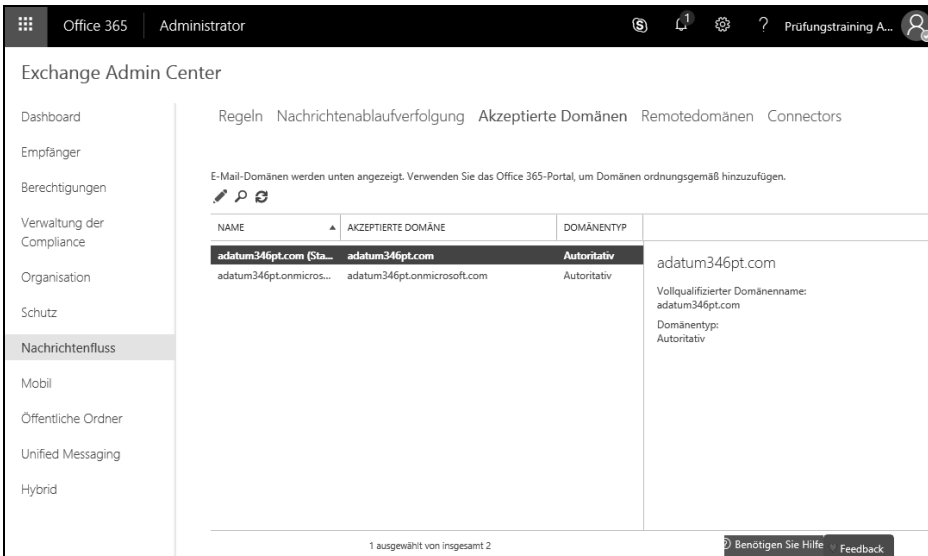 Office 365
Administrator
1
?
Prüfungstraining A...
Exchange Admin Center
Dashboard
Empfänger
Berechtigungen
Verwaltung der
Compliance
Organisation
Schutz
Nachrichtenfluss
Mobil
Öffentliche Ordner
Unified Messaging
Hybrid
Regeln Nachrichtenablaufverfolgung Akzeptierte Domänen Remotedomänen Connectors
E-Mail-Domänen werden unten angezeigt. Verwenden Sie das Office 365-Portal, um Domänen ordnungsgemäß hinzuzufügen.
NAME AKZEPTIERTE DOMÄNE DOMÄNENTYP
adatum346pt.com (Sta... adatum346pt.com Autoritativ
adatum346pt.onmicros... adatum346pt.onmicrosoft.com Autoritativ
adatum346pt.com
Vollqualifizierter Domänenname:
adatum346pt.com
Domänentyp:
Autoritativ
1 ausgewählt von insgesamt 2
Benötigen Sie Hilfe
Feedback